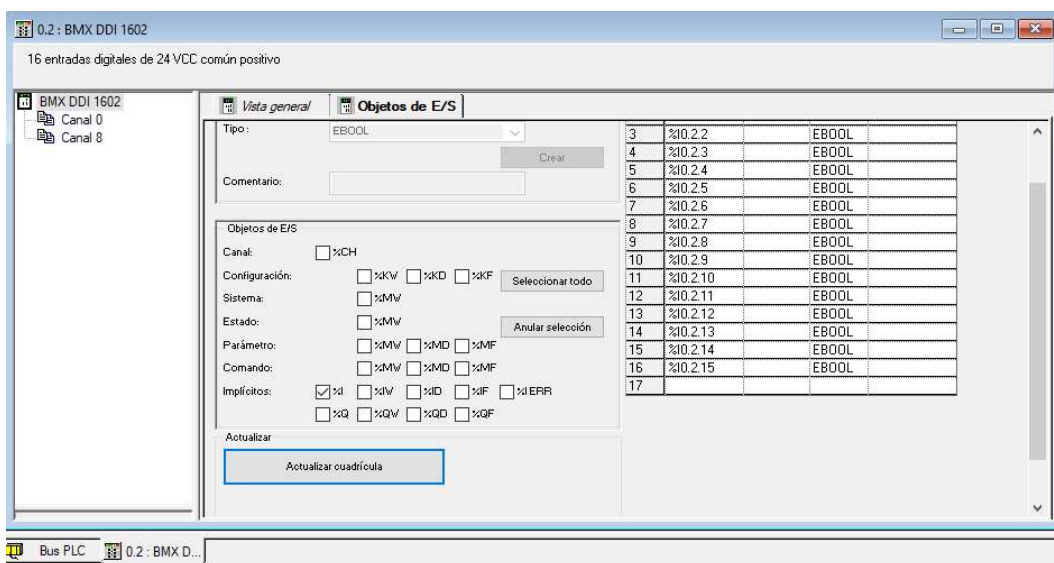 0.2 : BMX DDI 1602
16 entradas digitales de 24 VCC común positivo
BMX DDI 1602
Canal 0
Canal 8
Vista general
Objetos de E/S
Tipo:
EBOOL
Crear
Comentario:
Objetos de E/S
Canal: %CH
Configuración: %KW %KD %KF Seleccionar todo
Sistema: %MW
Estado: %MW Anular selección
Parámetro: %MW %MD %MF
Comando: %MW %MD %MF
Implícitos: %I %IW %ID %IF %I ERR
%Q %QW %QD %QF
Actualizar
Actualizar cuadrícula
3 %I0.2.2 EBOOL
4 %I0.2.3 EBOOL
5 %I0.2.4 EBOOL
6 %I0.2.5 EBOOL
7 %I0.2.6 EBOOL
8 %I0.2.7 EBOOL
9 %I0.2.8 EBOOL
10 %I0.2.9 EBOOL
11 %I0.2.10 EBOOL
12 %I0.2.11 EBOOL
13 %I0.2.12 EBOOL
14 %I0.2.13 EBOOL
15 %I0.2.14 EBOOL
16 %I0.2.15 EBOOL
17
Bus PLC
0.2 : BMX D...